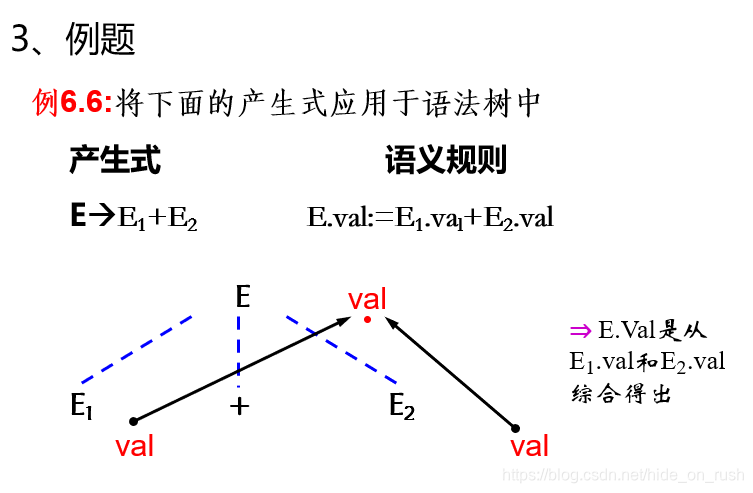 3、例题
例6.6:将下面的产生式应用于语法树中
产生式 语义规则
E→E₁+E₂ E.val:=E₁.val+E₂.val
E val
E₁ + E₂
val val
⇒ E.Val是从
E₁.val和E₂.val
综合得出
https://blog.csdn.net/hide_on_rush